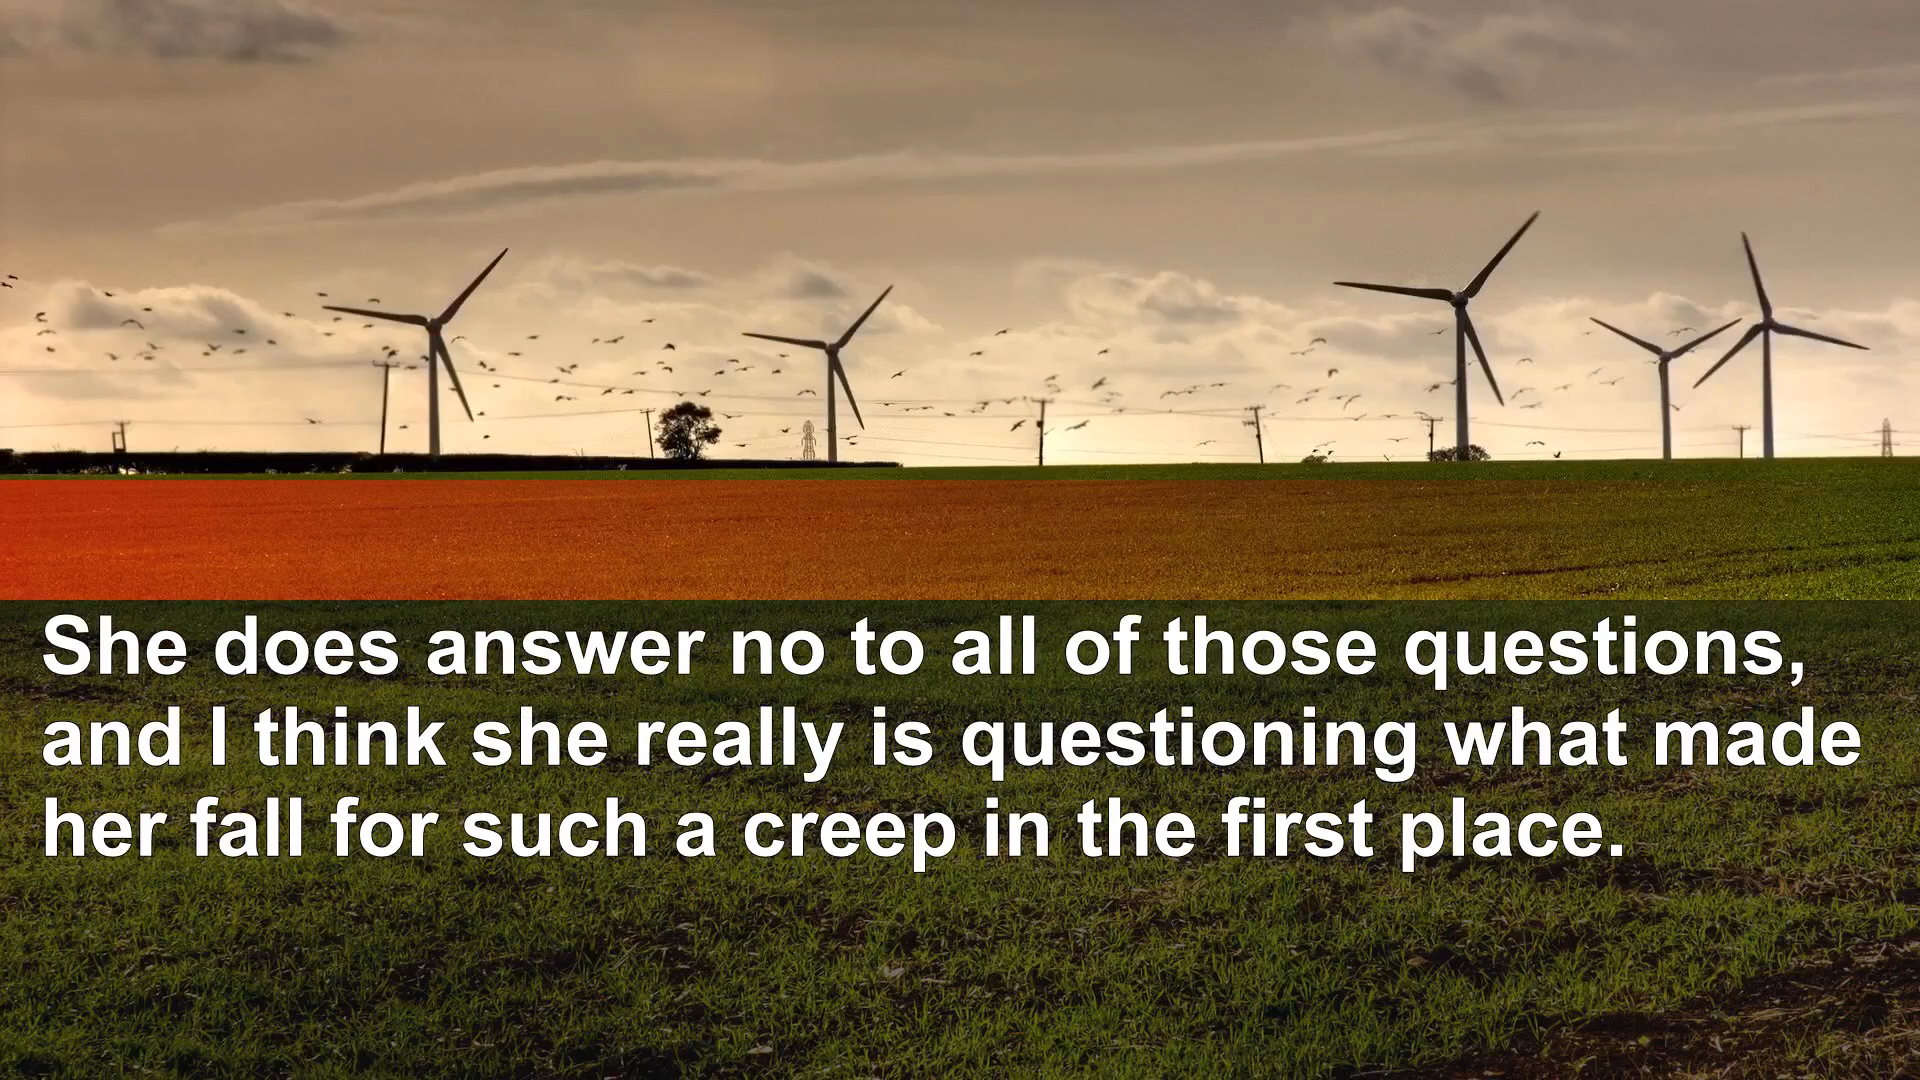 She does answer no to all of those questions,
and I think she really is questioning what made
her fall for such a creep in the first place.